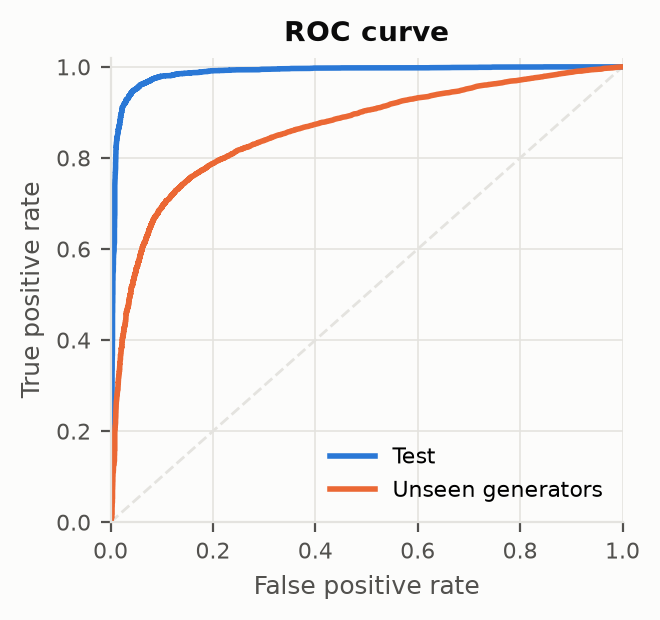 ROC curve
True positive rate
1.0
0.8
0.6
0.4
0.2
0.0
Test
Unseen generators
0.0 0.2 0.4 0.6 0.8 1.0
False positive rate